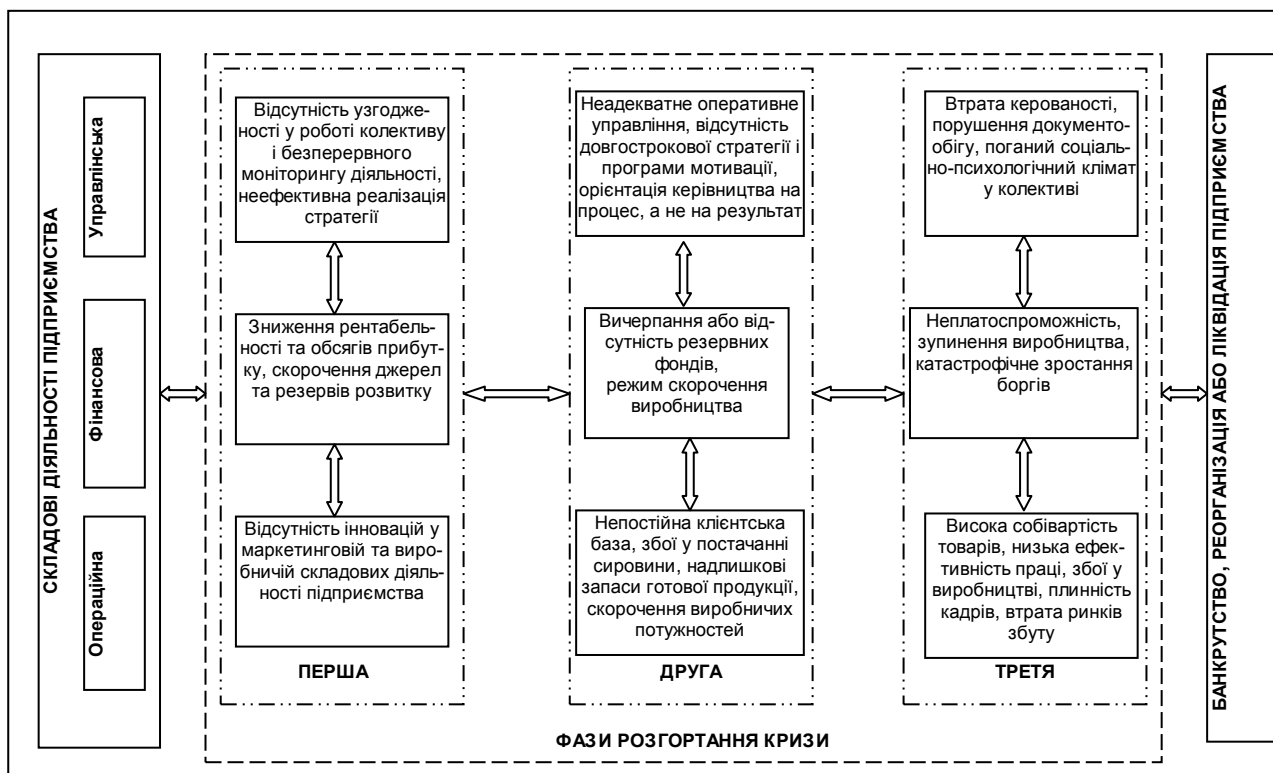 СКЛАДОВІ ДІЯЛЬНОСТІ ПІДПРИЄМСТВА
Управлінська
Фінансова
Операційна
Відсутність узгодже-
ності у роботі колективу
і безперервного
моніторингу діяльності,
неефективна реалізація
стратегії
Зниження рентабель-
ності та обсягів прибут-
ку, скорочення джерел
та резервів розвитку
Відсутність інновацій у
маркетинговій та виро-
бничій складових діяль-
ності підприємства
ПЕРША
Неадекватне оперативне
управління, відсутність
довгострокової стратегії і
програми мотивації,
орієнтація керівництва на
процес, а не на результат
Вичерпання або від-
сутність резервних
фондів,
режим скорочення
виробництва
Непостійна клієнтська
база, збої у постачанні
сировини, надлишкові
запаси готової продукції,
скорочення виробничих
потужностей
ДРУГА
Втрата керованості,
порушення документо-
обігу, поганий соціаль-
но-психологічний клімат
у колективі
Неплатоспроможність,
зупинення виробництва,
катастрофічне зростання
боргів
Висока собівартість
товарів, низька ефек-
тивність праці, збої у
виробництві, плинність
кадрів, втрата ринків
збуту
ТРЕТЯ
ФАЗИ РОЗГОРТАННЯ КРИЗИ
БАНКРУТСТВО, РЕОРГАНІЗАЦІЯ АБО ЛІКВІДАЦІЯ ПІДПРИЄМСТВА